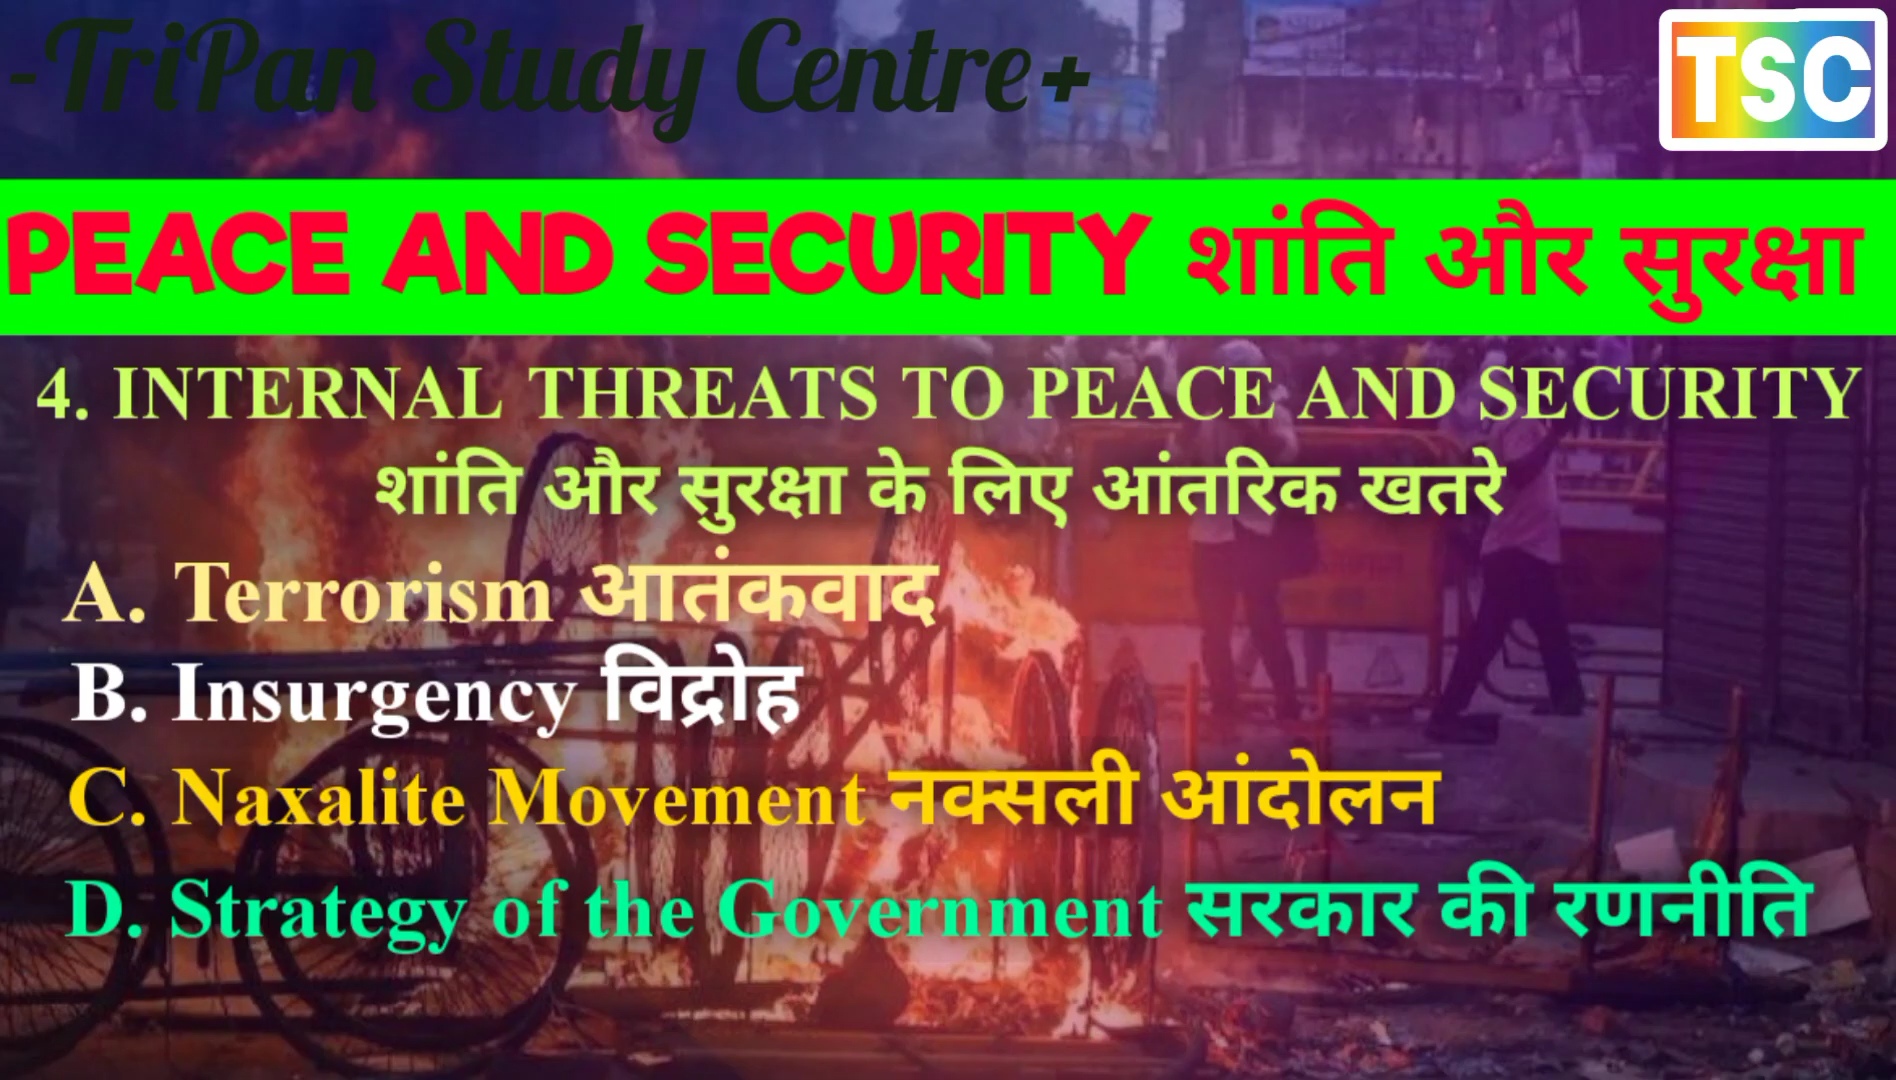 -TriPan Study Centre+
TSC
PEACE AND SECURITY शांति और सुरक्षा
4. INTERNAL THREATS TO PEACE AND SECURITY
शांति और सुरक्षा के लिए आंतरिक खतरे
A. Terrorism आतंकवाद
B. Insurgency विद्रोह
C. Naxalite Movement नक्सली आंदोलन
D. Strategy of the Government सरकार की रणनीति